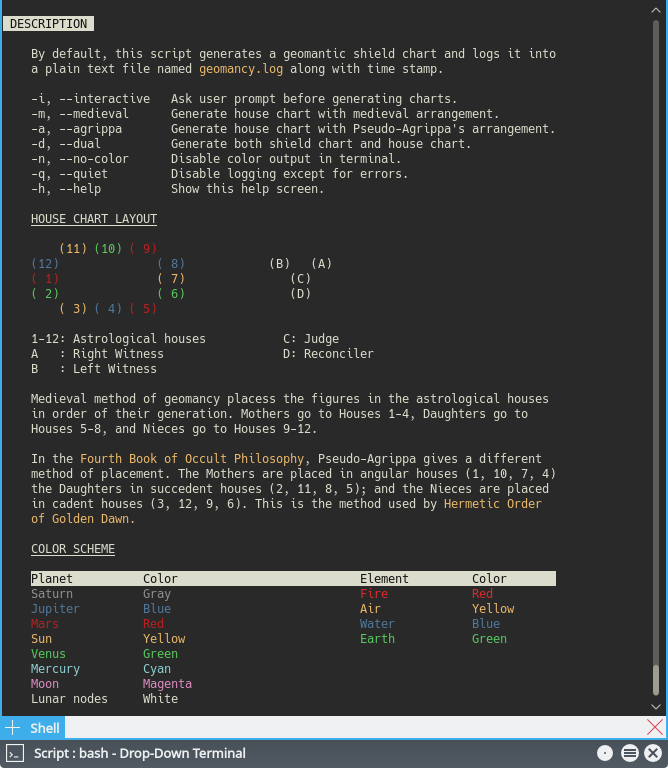 DESCRIPTION
By default, this script generates a geomantic shield chart and logs it into
a plain text file named geomancy.log along with time stamp.
-i, --interactive   Ask user prompt before generating charts.
-m, --medieval      Generate house chart with medieval arrangement.
-a, --agrippa       Generate house chart with Pseudo-Agrippa's arrangement.
-d, --dual          Generate both shield chart and house chart.
-n, --no-color      Disable color output in terminal.
-q, --quiet         Disable logging except for errors.
-h, --help          Show this help screen.
HOUSE CHART LAYOUT
(11) (10) ( 9)
(12)              ( 8)            (B)   (A)
( 1)              ( 7)               (C)
( 2)              ( 6)               (D)
( 3) ( 4) ( 5)
1-12: Astrological houses           C: Judge
A   : Right Witness                 D: Reconciler
B   : Left Witness
Medieval method of geomancy placess the figures in the astrological houses
in order of their generation. Mothers go to Houses 1-4, Daughters go to
Houses 5-8, and Nieces go to Houses 9-12.
In the Fourth Book of Occult Philosophy, Pseudo-Agrippa gives a different
method of placement. The Mothers are placed in angular houses (1, 10, 7, 4)
the Daughters in succedent houses (2, 11, 8, 5); and the Nieces are placed
in cadent houses (3, 12, 9, 6). This is the method used by Hermetic Order
of Golden Dawn.
COLOR SCHEME
Planet          Color                          Element         Color
Saturn          Gray                           Fire            Red
Jupiter         Blue                           Air             Yellow
Mars            Red                            Water           Blue
Sun             Yellow                         Earth           Green
Venus           Green
Mercury         Cyan
Moon            Magenta
Lunar nodes     White
Shell
Script : bash - Drop-Down Terminal